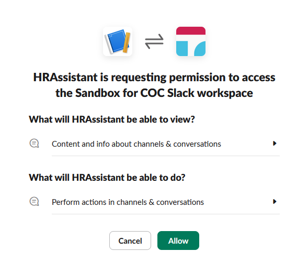 HRAssistant is requesting permission to access
the Sandbox for COC Slack workspace
What will HRAssistant be able to view?
Content and info about channels & conversations
What will HRAssistant be able to do?
Perform actions in channels & conversations
Cancel
Allow